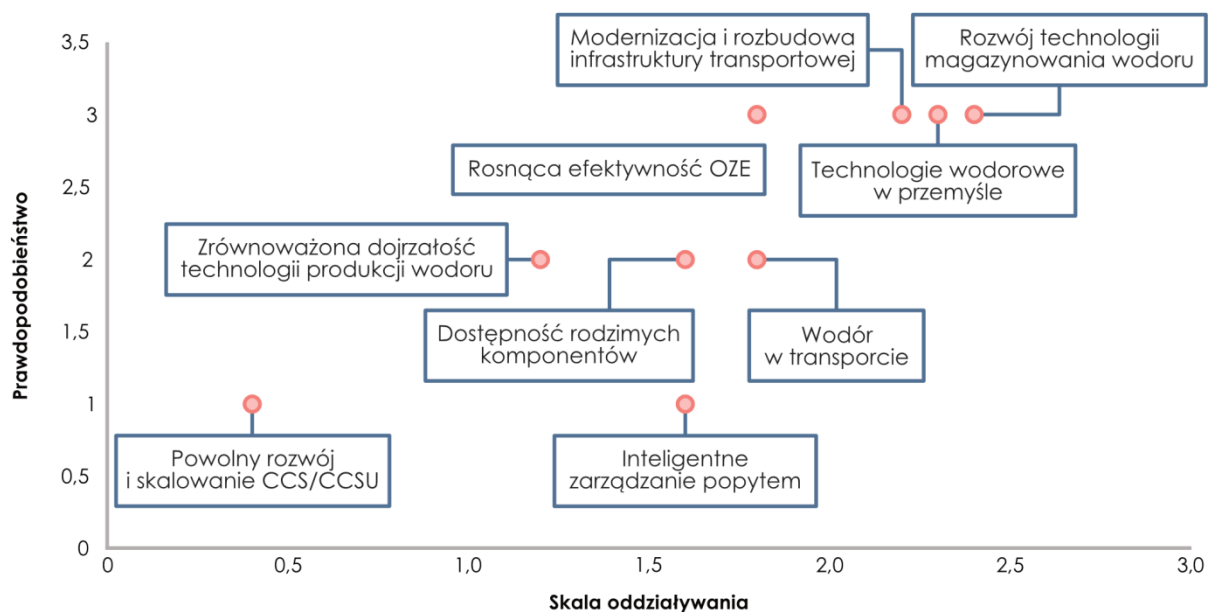 Modernizacja i rozbudowa
infrastruktury transportowej
Rozwój technologii
magazynowania wodoru
Rosnąca efektywność OZE
Technologie wodorowe
w przemyśle
Zrównoważona dojrzałość
technologii produkcji wodoru
Dostępność rodzimych
komponentów
Wodór
w transporcie
Powolny rozwój
i skalowanie CCS/CCSU
Inteligentne
zarządzanie popytem
Prawdopodobieństwo
3,5
3
2,5
2
1,5
1
0,5
0
0
0,5
1,0
1,5
2,0
2,5
3,0
Skala oddziaływania